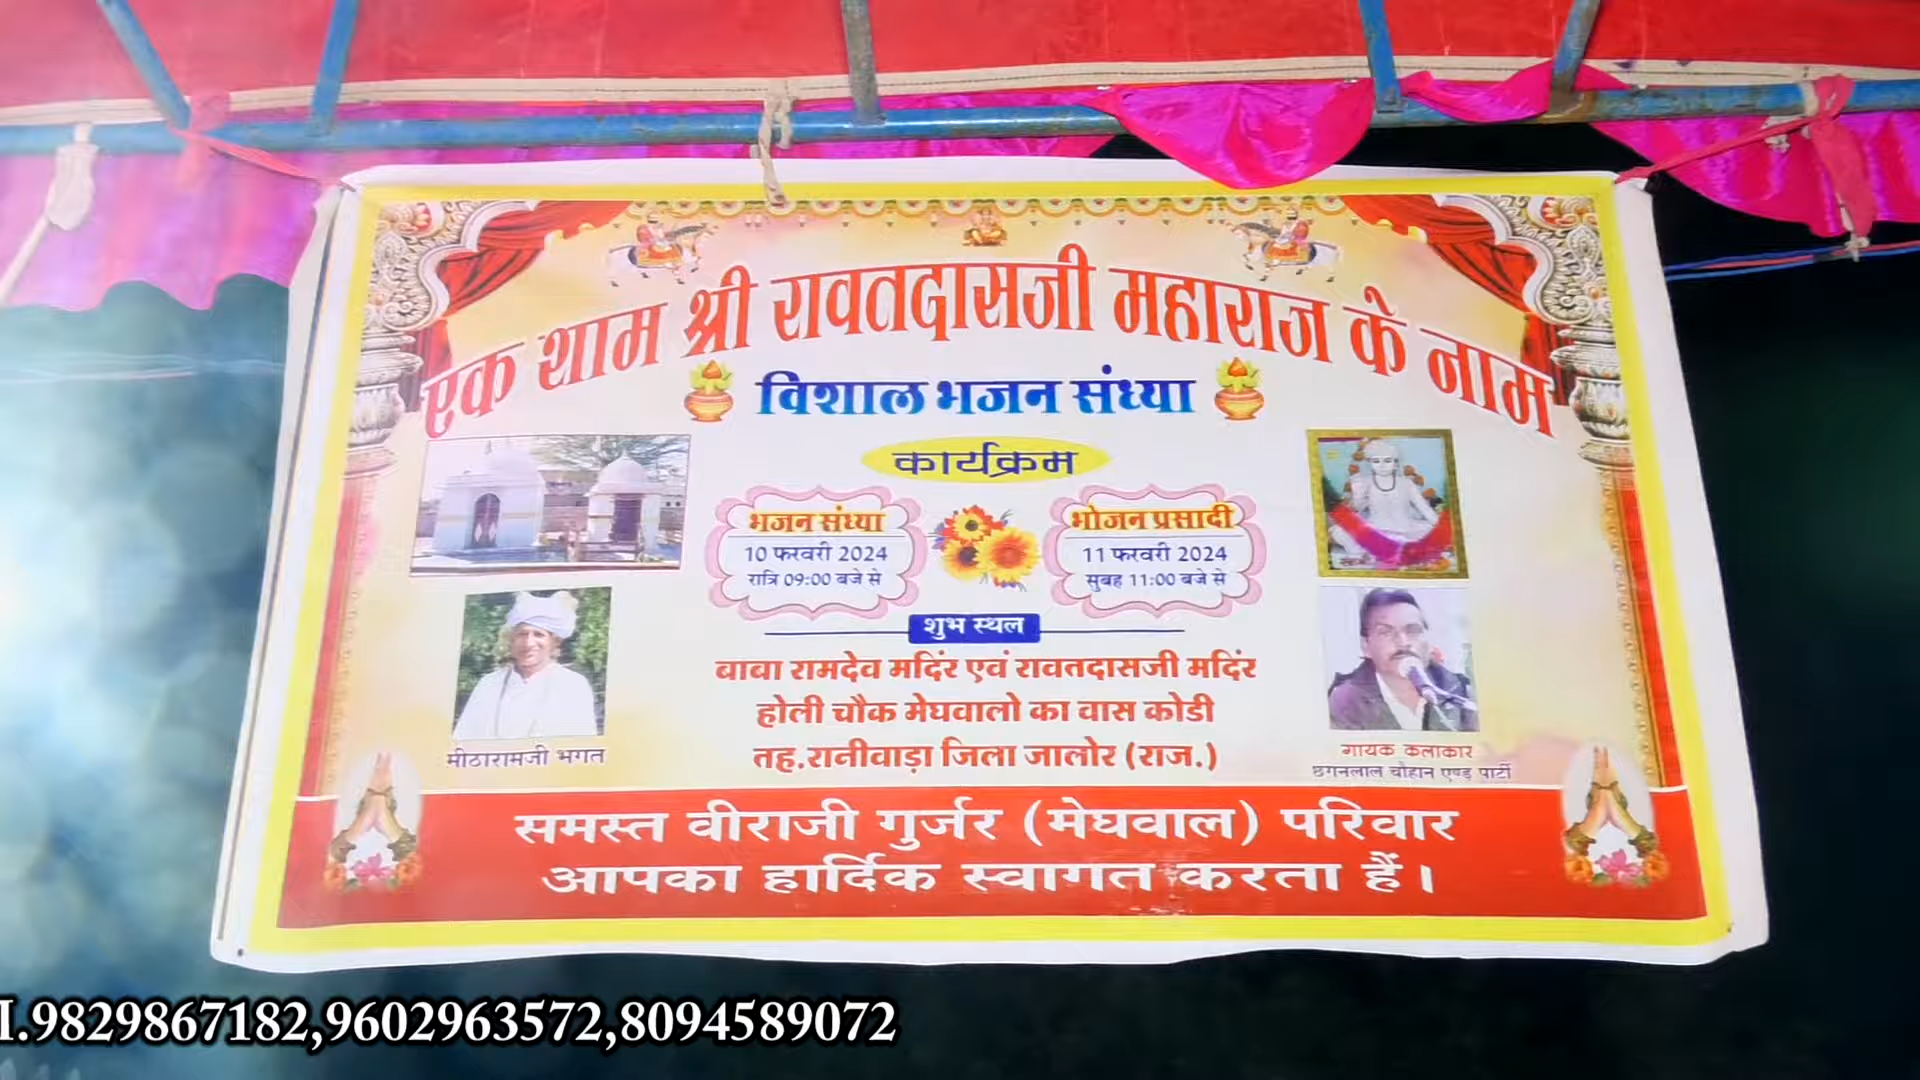 एक शाम श्री रावतदासजी महाराज के नाम
विशाल भजन संध्या
कार्यक्रम
भजन संध्या
10 फरवरी 2024
रात्रि 09:00 बजे से
भोजन प्रसादी
11 फरवरी 2024
सुबह 11:00 बजे से
शुभ स्थल
बाबा रामदेव मदिंर एवं रावतदासजी मदिंर
होली चौक मेघवालो का वास कोडी
तह.रानीवाड़ा जिला जालोर (राज.)
मीठारामजी भगत
गायक कलाकार
छगनलाल चौहान एण्ड पार्टी
समस्त वीराजी गुर्जर (मेघवाल) परिवार
आपका हार्दिक स्वागत करता हैं।
.9829867182,9602963572,8094589072